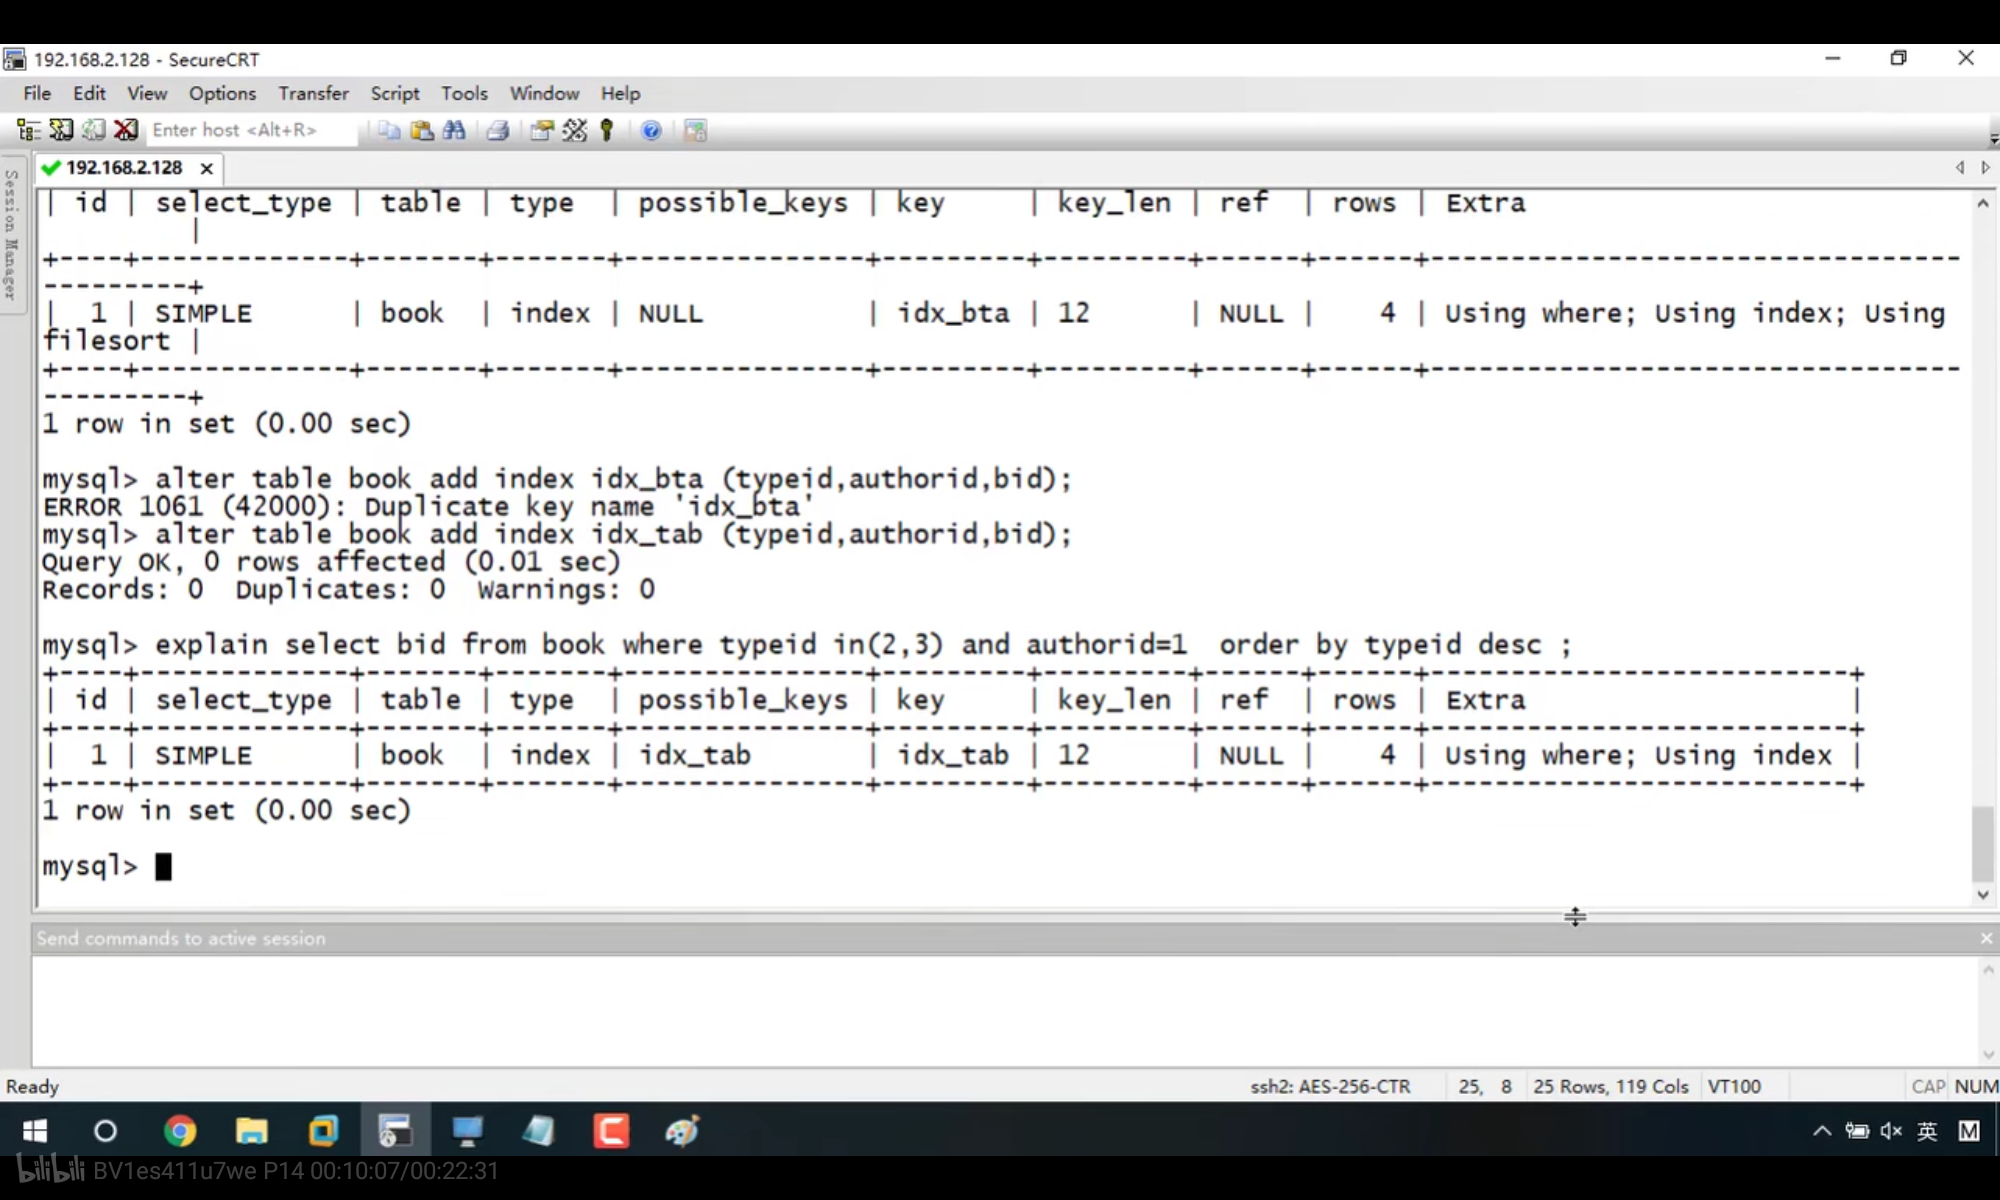 192.168.2.128 - SecureCRT
File Edit View Options Transfer Script Tools Window Help
Enter host <Alt+R>
192.168.2.128
Session Manager
| id | select_type | table | type  | possible_keys | key     | key_len | ref  | rows | Extra
         |
+----+-------------+-------+-------+---------------+---------+---------+------+------+---------------------------------
---------+
|  1 | SIMPLE      | book  | index | NULL          | idx_bta | 12      | NULL |    4 | Using where; Using index; Using
filesort |
+----+-------------+-------+-------+---------------+---------+---------+------+------+---------------------------------
---------+
1 row in set (0.00 sec)
mysql> alter table book add index idx_bta (typeid,authorid,bid);
ERROR 1061 (42000): Duplicate key name 'idx_bta'
mysql> alter table book add index idx_tab (typeid,authorid,bid);
Query OK, 0 rows affected (0.01 sec)
Records: 0  Duplicates: 0  Warnings: 0
mysql> explain select bid from book where typeid in(2,3) and authorid=1  order by typeid desc ;
+----+-------------+-------+-------+---------------+---------+---------+------+------+--------------------------+
| id | select_type | table | type  | possible_keys | key     | key_len | ref  | rows | Extra                    |
+----+-------------+-------+-------+---------------+---------+---------+------+------+--------------------------+
|  1 | SIMPLE      | book  | index | idx_tab       | idx_tab | 12      | NULL |    4 | Using where; Using index |
+----+-------------+-------+-------+---------------+---------+---------+------+------+--------------------------+
1 row in set (0.00 sec)
mysql>
Send commands to active session
Ready ssh2: AES-256-CTR 25, 8 25 Rows, 119 Cols VT100 CAP NUM
英 M
bilibili BV1es411u7we P14 00:10:07/00:22:31